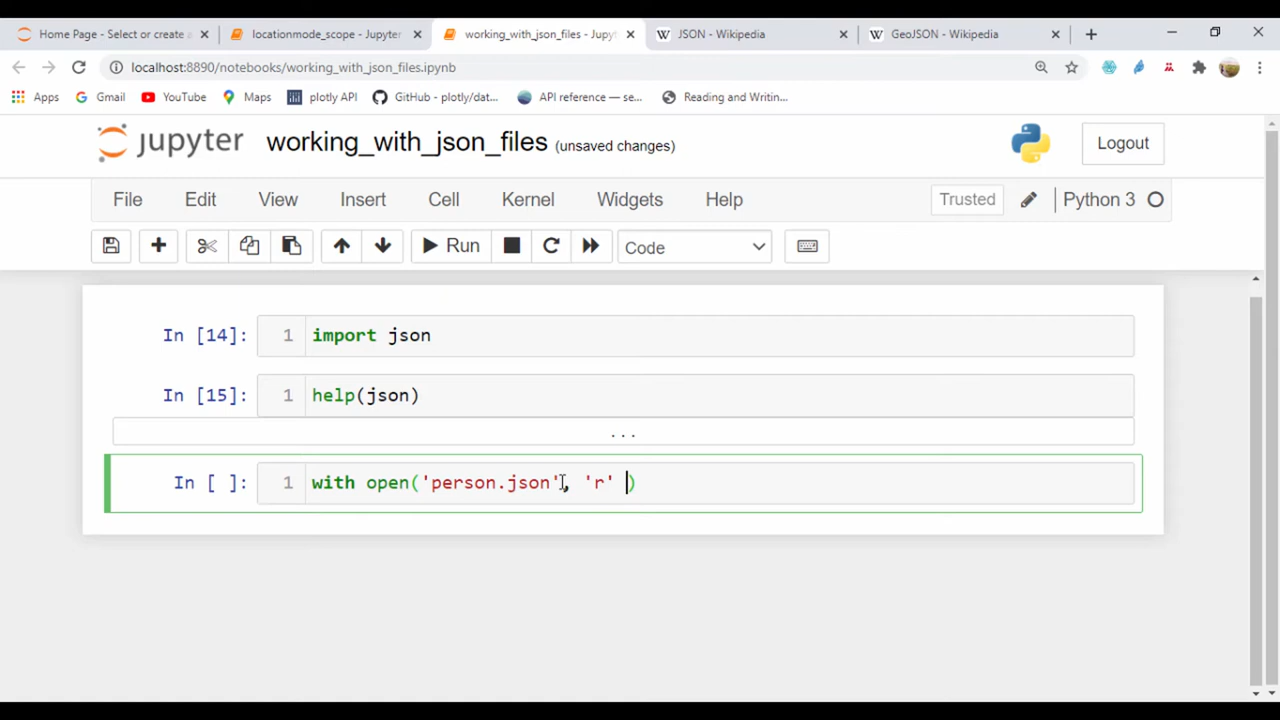 Home Page - Select or create a
locationmode_scope - Jupyter
working_with_json_files - Jupyt
W JSON - Wikipedia
W GeoJSON - Wikipedia
localhost:8890/notebooks/working_with_json_files.ipynb
Apps
G Gmail
YouTube
Maps
plotly API
GitHub - plotly/dat...
API reference — se...
Reading and Writin...
jupyter working_with_json_files (unsaved changes)
Logout
File Edit View Insert Cell Kernel Widgets Help
Trusted
Python 3
Run
Code
In [14]: 1 import json
In [15]: 1 help(json)
...
In [ ]: 1 with open('person.json', 'r' )